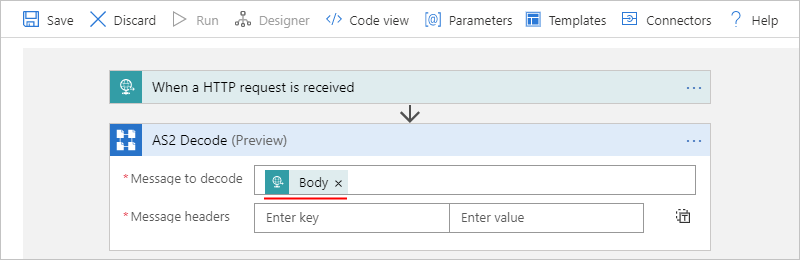 Save Discard Run Designer Code view [@] Parameters Templates Connectors ? Help
When a HTTP request is received ...
AS2 Decode (Preview) ...
* Message to decode Body ×
* Message headers Enter key Enter value